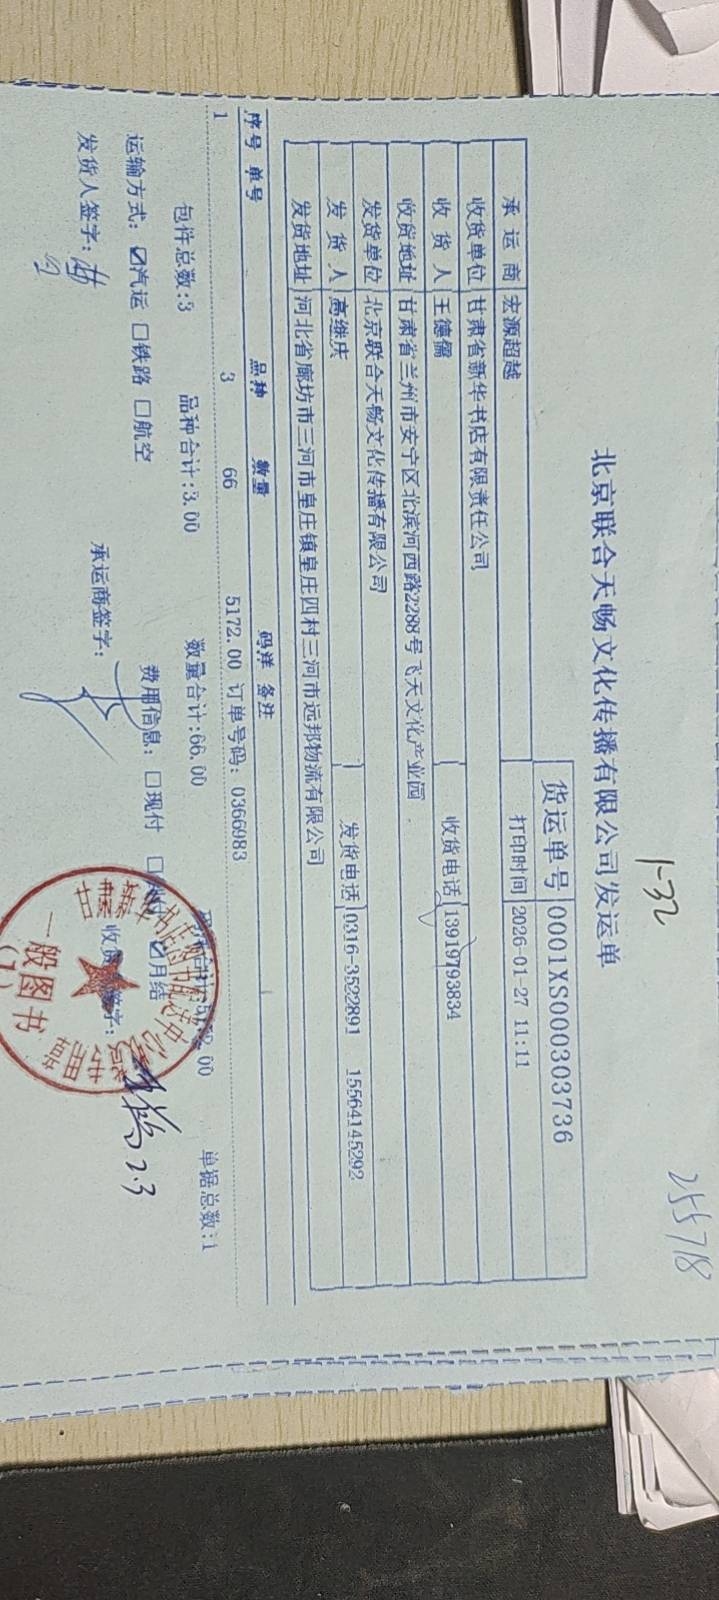 1-32
255718
北京联合天畅文化传播有限公司发运单
货运单号 0001XS000303736
承运商 宏源超越 打印时间 2026-01-27 11:11
收货单位 甘肃省新华书店有限责任公司
收货人 王德儒 收货电话 13919793834
收货地址 甘肃省兰州市安宁区北滨河西路2288号飞天文化产业园
发货单位 北京联合天畅文化传播有限公司
发货人 高继庆 发货电话 0316-3522891 15564145292
发货地址 河北省廊坊市三河市皇庄镇皇庄四村三河市远邦物流有限公司
序号 单号 品种 数量 码洋 备注
1 3 66 5172.00 订单号码: 0366983
包件总数:3 品种合计:3.00 数量合计:66.00 单据总数:1
运输方式: ☑汽运 □铁路 □航空 费用信息: □现付 ☑月结
发货人签字: 承运商签字: 收货 签字:
2.3
一般图书
(1)